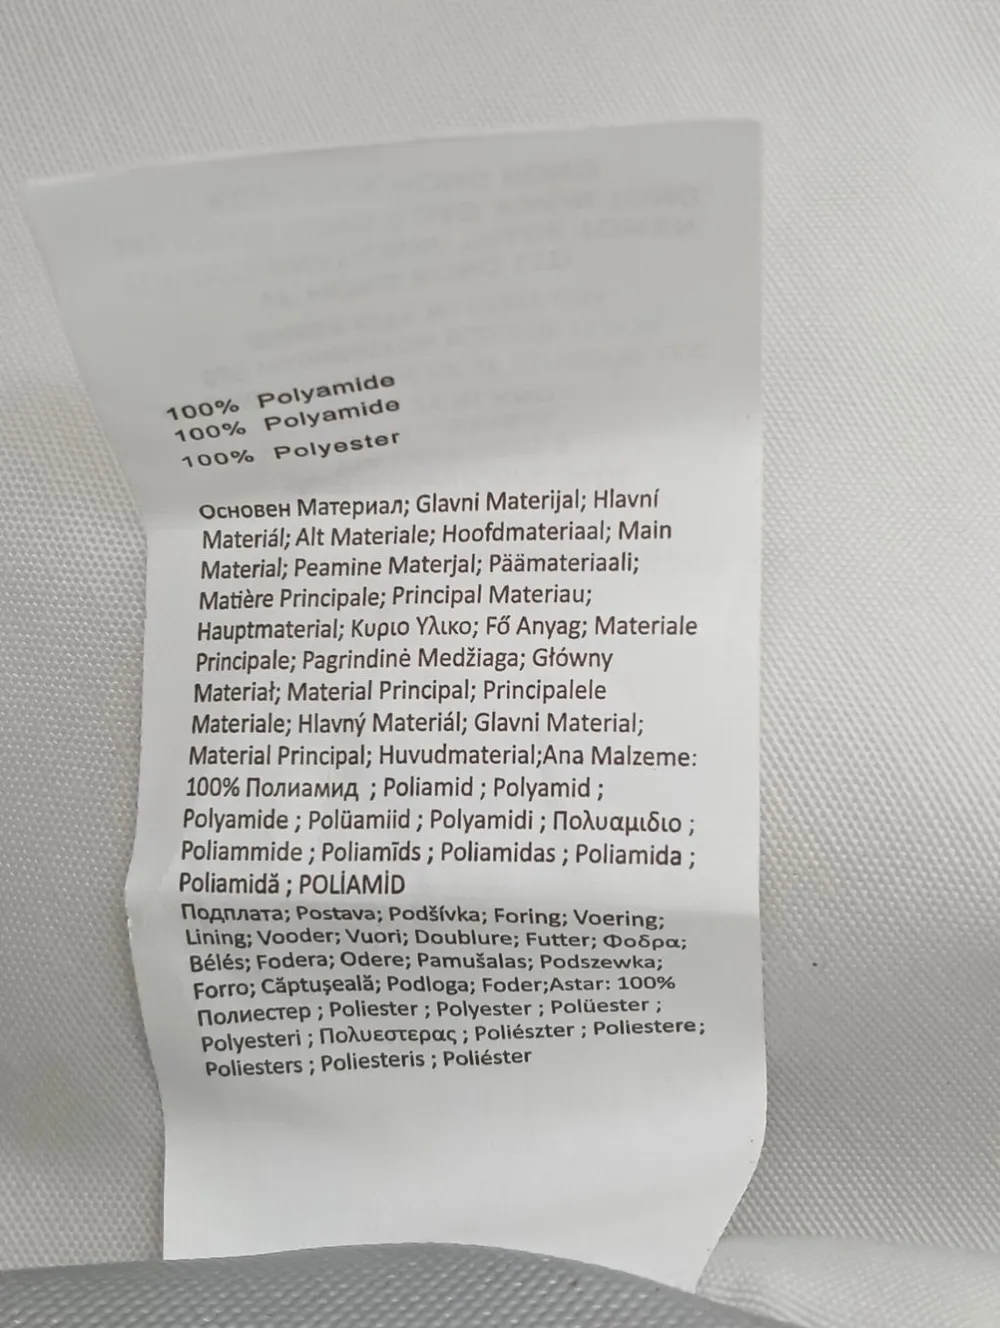 100% Polyamide
100% Polyamide
100% Polyester
Основен Материал; Glavni Materijal; Hlavní
Materiál; Alt Materiale; Hoofdmateriaal; Main
Material; Peamine Materjal; Päämateriaali;
Matière Principale; Principal Materiau;
Hauptmaterial; Κυριο Υλικο; Fő Anyag; Materiale
Principale; Pagrindinė Medžiaga; Główny
Materiał; Material Principal; Principalele
Materiale; Hlavný Materiál; Glavni Material;
Material Principal; Huvudmaterial;Ana Malzeme:
100% Полиамид ; Poliamid ; Polyamid ;
Polyamide ; Polüamiid ; Polyamidi ; Πολυαμιδιο ;
Poliammide ; Poliamīds ; Poliamidas ; Poliamida ;
Poliamidă ; POLİAMİD
Подплата; Postava; Podšívka; Foring; Voering;
Lining; Vooder; Vuori; Doublure; Futter; Φοδρα;
Bélés; Fodera; Odere; Pamušalas; Podszewka;
Forro; Căptuşeală; Podloga; Foder;Astar: 100%
Полиестер ; Poliester ; Polyester ; Polüester ;
Polyesteri ; Πολυεστερας ; Poliészter ; Poliestere ;
Poliesters ; Poliesteris ; Poliéster